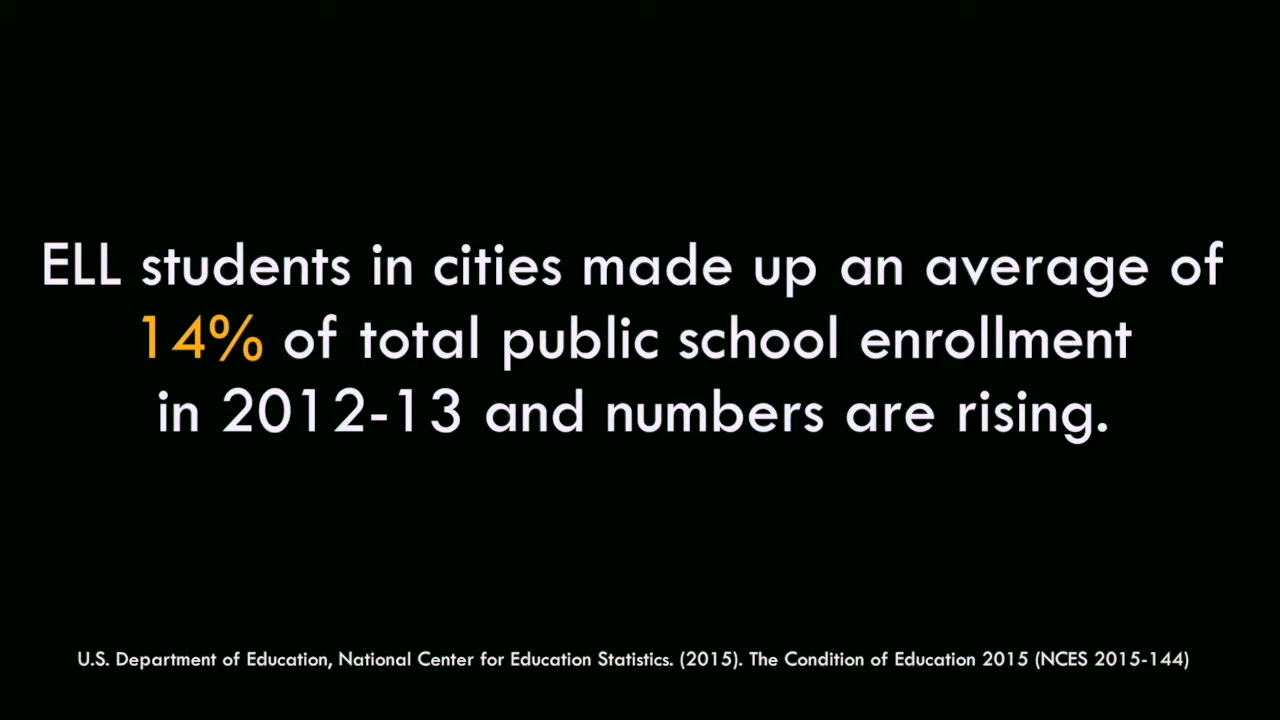 ELL students in cities made up an average of
14% of total public school enrollment
in 2012-13 and numbers are rising.
U.S. Department of Education, National Center for Education Statistics. (2015). The Condition of Education 2015 (NCES 2015-144)